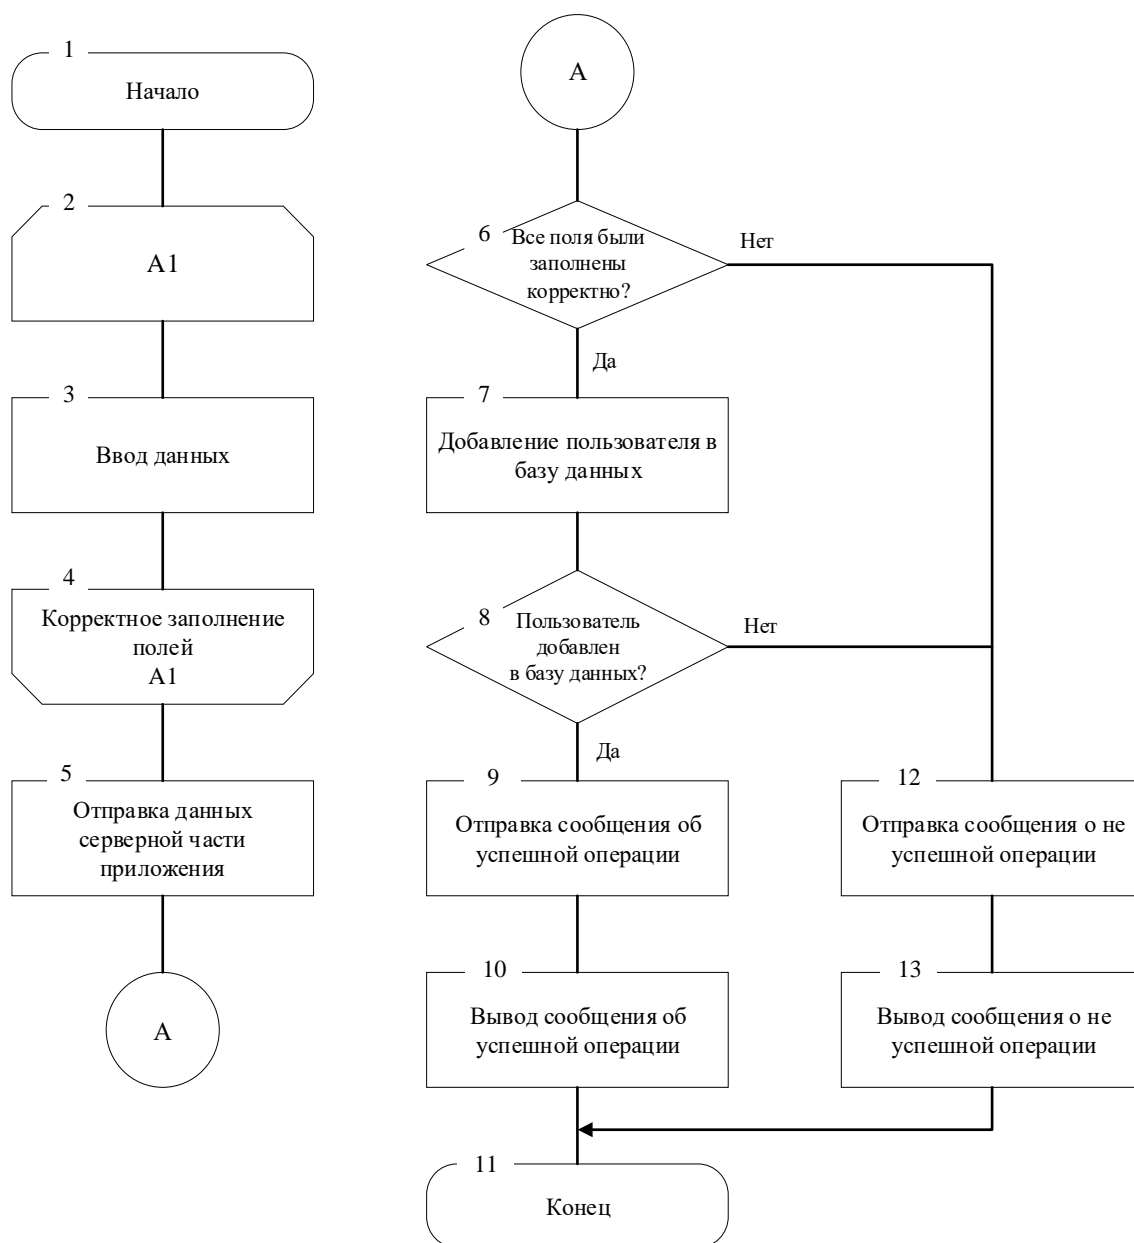 1
Начало
2
А1
3
Ввод данных
4
Корректное заполнение
полей
А1
5
Отправка данных
серверной части
приложения
А
А
6
Все поля были
заполнены
корректно?
Нет
Да
7
Добавление пользователя в
базу данных
8
Пользователь
добавлен
в базу данных?
Нет
Да
9
Отправка сообщения об
успешной операции
10
Вывод сообщения об
успешной операции
11
Конец
12
Отправка сообщения о не
успешной операции
13
Вывод сообщения о не
успешной операции